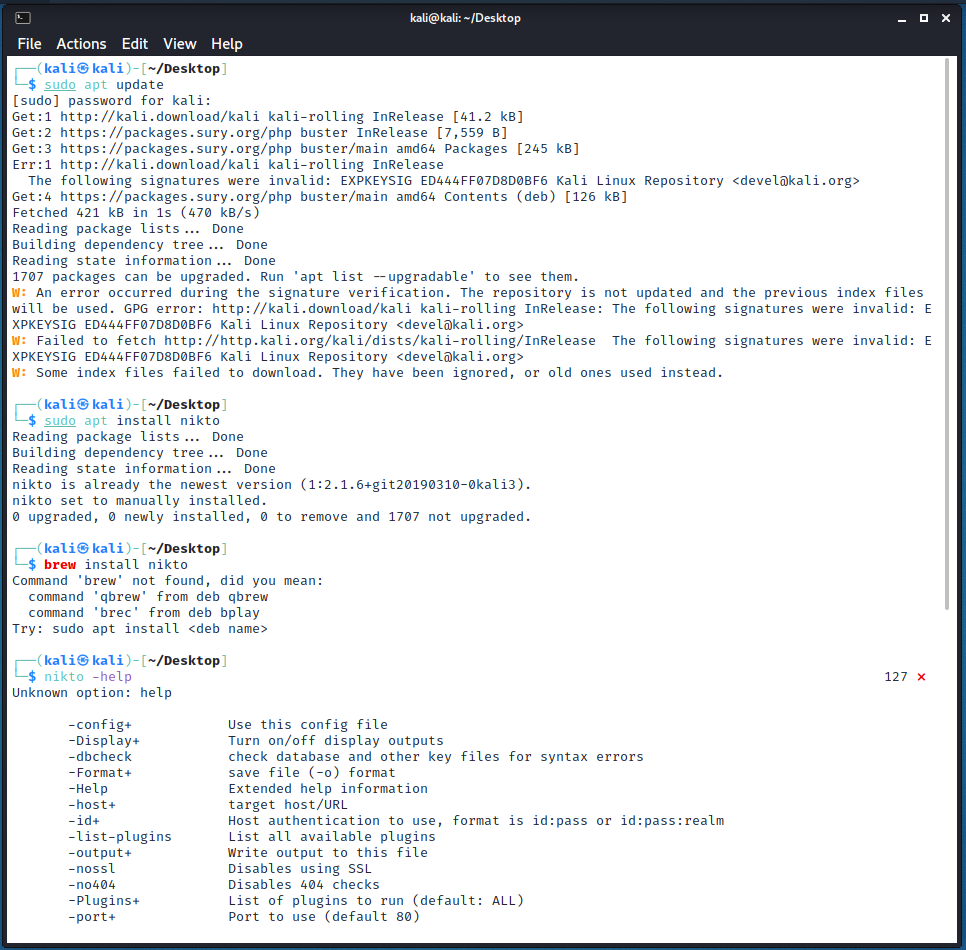 kali@kali: ~/Desktop
File Actions Edit View Help
┌──(kali㉿kali)-[~/Desktop]
└─$ sudo apt update
[sudo] password for kali:
Get:1 http://kali.download/kali kali-rolling InRelease [41.2 kB]
Get:2 https://packages.sury.org/php buster InRelease [7,559 B]
Get:3 https://packages.sury.org/php buster/main amd64 Packages [245 kB]
Err:1 http://kali.download/kali kali-rolling InRelease
  The following signatures were invalid: EXPKEYSIG ED444FF07D8D0BF6 Kali Linux Repository <devel@kali.org>
Get:4 https://packages.sury.org/php buster/main amd64 Contents (deb) [126 kB]
Fetched 421 kB in 1s (470 kB/s)
Reading package lists... Done
Building dependency tree... Done
Reading state information... Done
1707 packages can be upgraded. Run 'apt list --upgradable' to see them.
W: An error occurred during the signature verification. The repository is not updated and the previous index files
will be used. GPG error: http://kali.download/kali kali-rolling InRelease: The following signatures were invalid: E
XPKEYSIG ED444FF07D8D0BF6 Kali Linux Repository <devel@kali.org>
W: Failed to fetch http://http.kali.org/kali/dists/kali-rolling/InRelease  The following signatures were invalid: E
XPKEYSIG ED444FF07D8D0BF6 Kali Linux Repository <devel@kali.org>
W: Some index files failed to download. They have been ignored, or old ones used instead.
┌──(kali㉿kali)-[~/Desktop]
└─$ sudo apt install nikto
Reading package lists... Done
Building dependency tree... Done
Reading state information... Done
nikto is already the newest version (1:2.1.6+git20190310-0kali3).
nikto set to manually installed.
0 upgraded, 0 newly installed, 0 to remove and 1707 not upgraded.
┌──(kali㉿kali)-[~/Desktop]
└─$ brew install nikto
Command 'brew' not found, did you mean:
  command 'qbrew' from deb qbrew
  command 'brec' from deb bplay
Try: sudo apt install <deb name>
┌──(kali㉿kali)-[~/Desktop]
└─$ nikto -help 127 ✕
Unknown option: help
-config+ Use this config file
-Display+ Turn on/off display outputs
-dbcheck check database and other key files for syntax errors
-Format+ save file (-o) format
-Help Extended help information
-host+ target host/URL
-id+ Host authentication to use, format is id:pass or id:pass:realm
-list-plugins List all available plugins
-output+ Write output to this file
-nossl Disables using SSL
-no404 Disables 404 checks
-Plugins+ List of plugins to run (default: ALL)
-port+ Port to use (default 80)